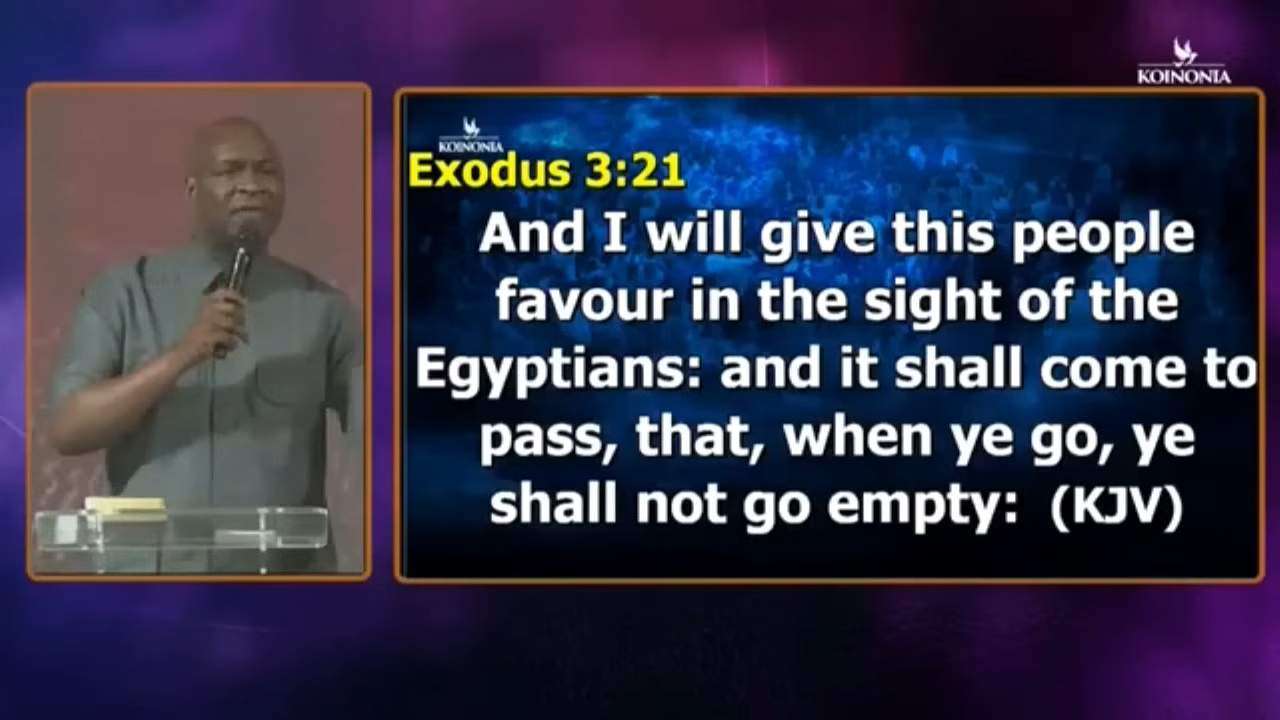 KOINONIA
KOINONIA
Exodus 3:21
And I will give this people
favour in the sight of the
Egyptians: and it shall come to
pass, that, when ye go, ye
shall not go empty: (KJV)